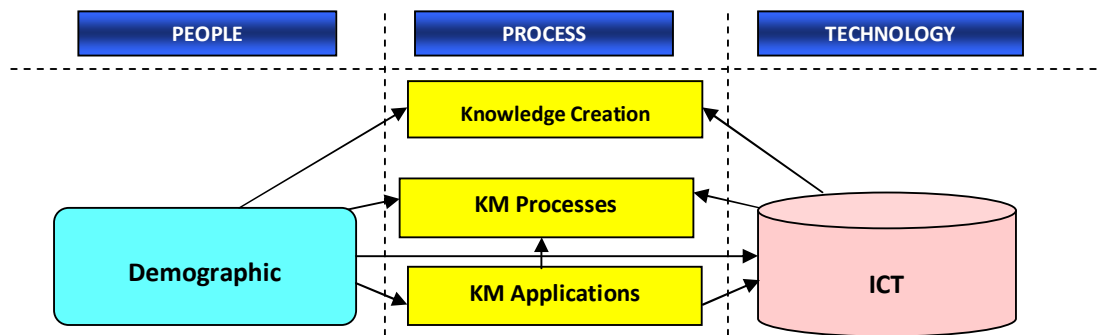 PEOPLE
PROCESS
TECHNOLOGY
Knowledge Creation
KM Processes
Demographic
KM Applications
ICT